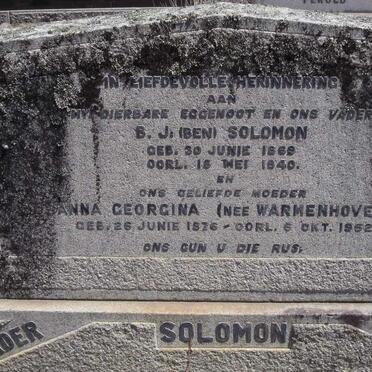 IN LIEFDEVOLLE HERINNERING
AAN
MY DIERBARE EGGENOOT EN ONS VADER
B. J. (BEN) SOLOMON
GEB. 30 JUNIE 1869
OORL. 18 MEI 1940.
EN
ONS GELIEFDE MOEDER
ANNA GEORGINA (NEE WARMENHOVE
GEB. 26 JUNIE 1876 - OORL. 6 OKT. 1962
ONS GUN U DIE RUS.
DER
SOLOMON